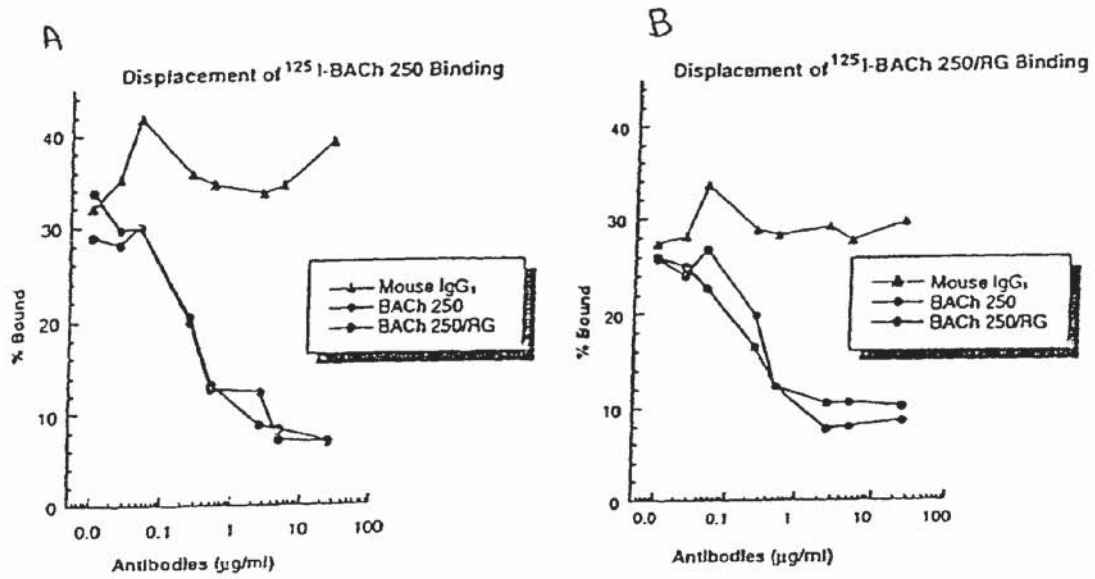 A
Displacement of ¹²⁵I-BACh 250 Binding
40
30
20
10
0
% Bound
Mouse IgG₁
BACh 250
BACh 250/RG
0.0 0.1 1 10 100
Antibodies (µg/ml)
B
Displacement of ¹²⁵I-BACh 250/RG Binding
40
30
20
10
0
% Bound
Mouse IgG₁
BACh 250
BACh 250/RG
0.0 0.1 1 10 100
Antibodies (µg/ml)